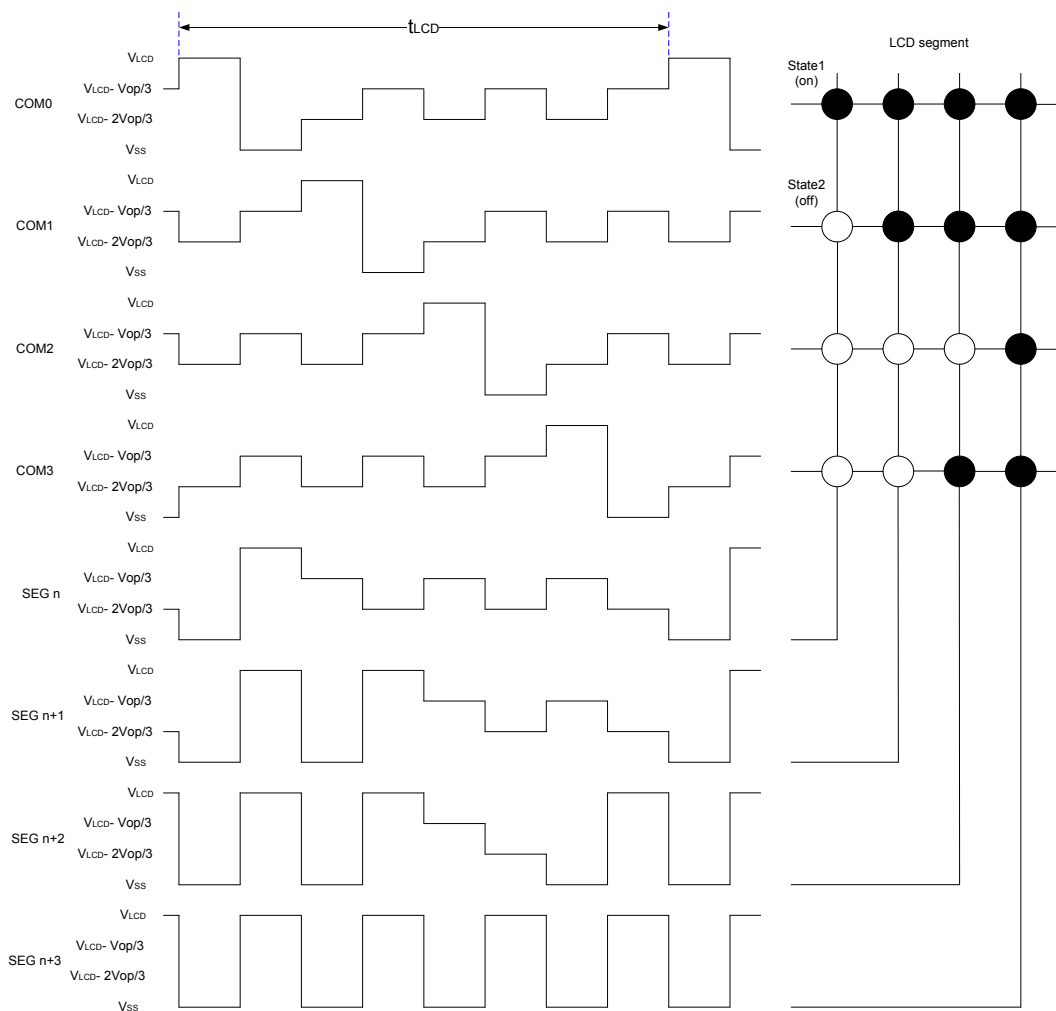 tLCD
LCD segment
State1
(on)
State2
(off)
COM0
VLCD
VLCD- Vop/3
VLCD- 2Vop/3
Vss
COM1
VLCD
VLCD- Vop/3
VLCD- 2Vop/3
Vss
COM2
VLCD
VLCD- Vop/3
VLCD- 2Vop/3
Vss
COM3
VLCD
VLCD- Vop/3
VLCD- 2Vop/3
Vss
SEG n
VLCD
VLCD- Vop/3
VLCD- 2Vop/3
Vss
SEG n+1
VLCD
VLCD- Vop/3
VLCD- 2Vop/3
Vss
SEG n+2
VLCD
VLCD- Vop/3
VLCD- 2Vop/3
Vss
SEG n+3
VLCD
VLCD- Vop/3
VLCD- 2Vop/3
Vss